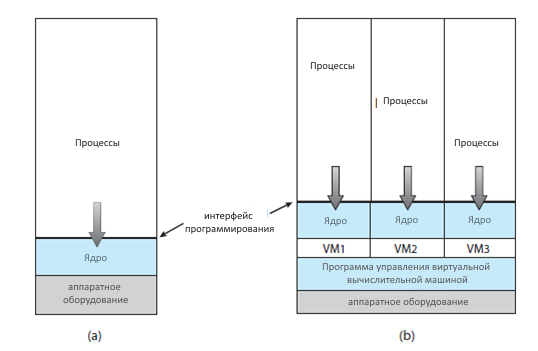 Процессы
Ядро
аппаратное
оборудование
(a)
интерфейс
программирования
Процессы
Процессы
Процессы
Ядро
Ядро
Ядро
VM1
VM2
VM3
Программа управления виртуальной
вычислительной машиной
аппаратное оборудование
(b)